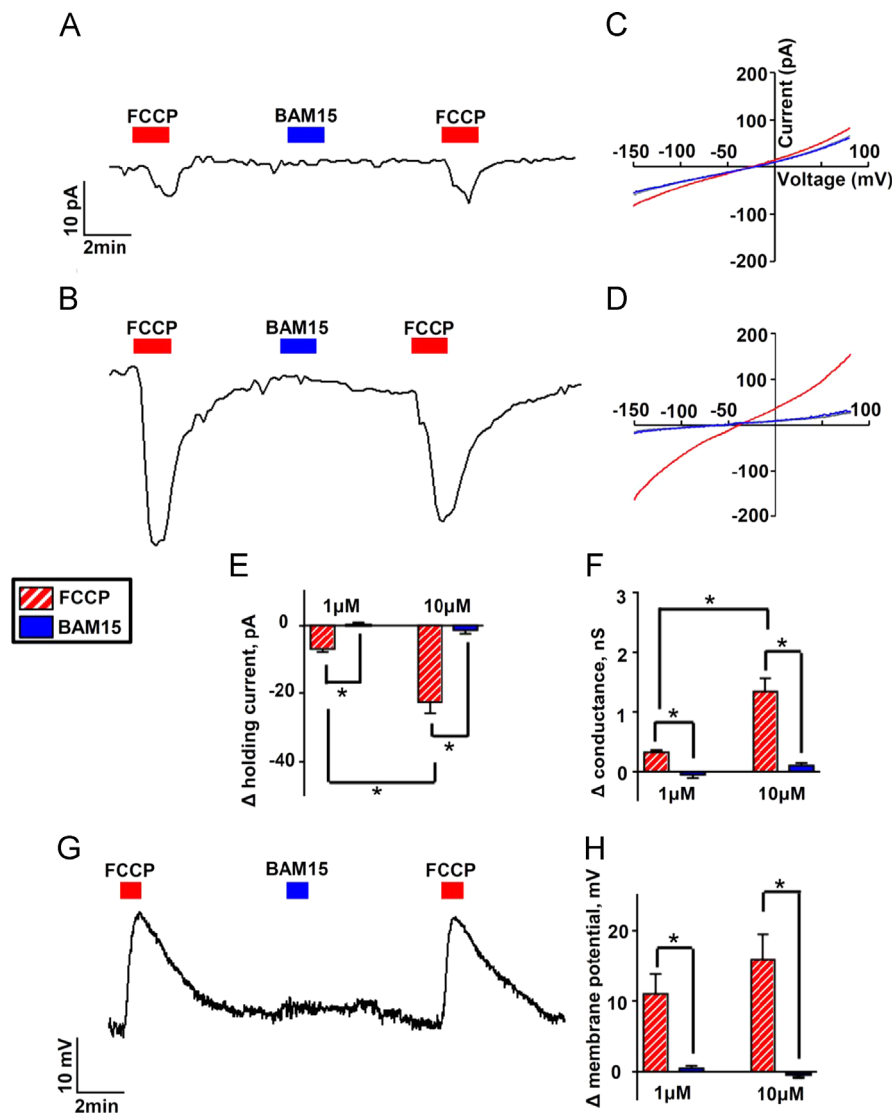 A
FCCP
BAM15
FCCP
10 pA
2min
C
Current (pA)
200
100
-150
-100
-50
100
Voltage (mV)
-100
-200
B
FCCP
BAM15
FCCP
D
200
100
-150
-100
-50
100
-100
-200
FCCP
BAM15
E
1µM
10µM
0
-20
-40
Δ holding current, pA
*
*
*
F
3
2
1
0
Δ conductance, nS
*
*
*
1µM
10µM
G
FCCP
BAM15
FCCP
10 mV
2min
H
20
10
0
Δ membrane potential, mV
*
*
1µM
10µM